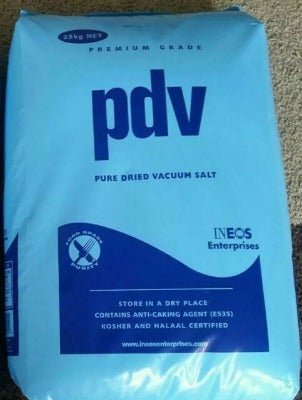 25kg NET
PREMIUM GRADE
pdv
PURE DRIED VACUUM SALT
FOOD GRADE
PURITY
INEOS
Enterprises
STORE IN A DRY PLACE
CONTAINS ANTI-CAKING AGENT (E535)
KOSHER AND HALAAL CERTIFIED
www.ineosenterprises.com